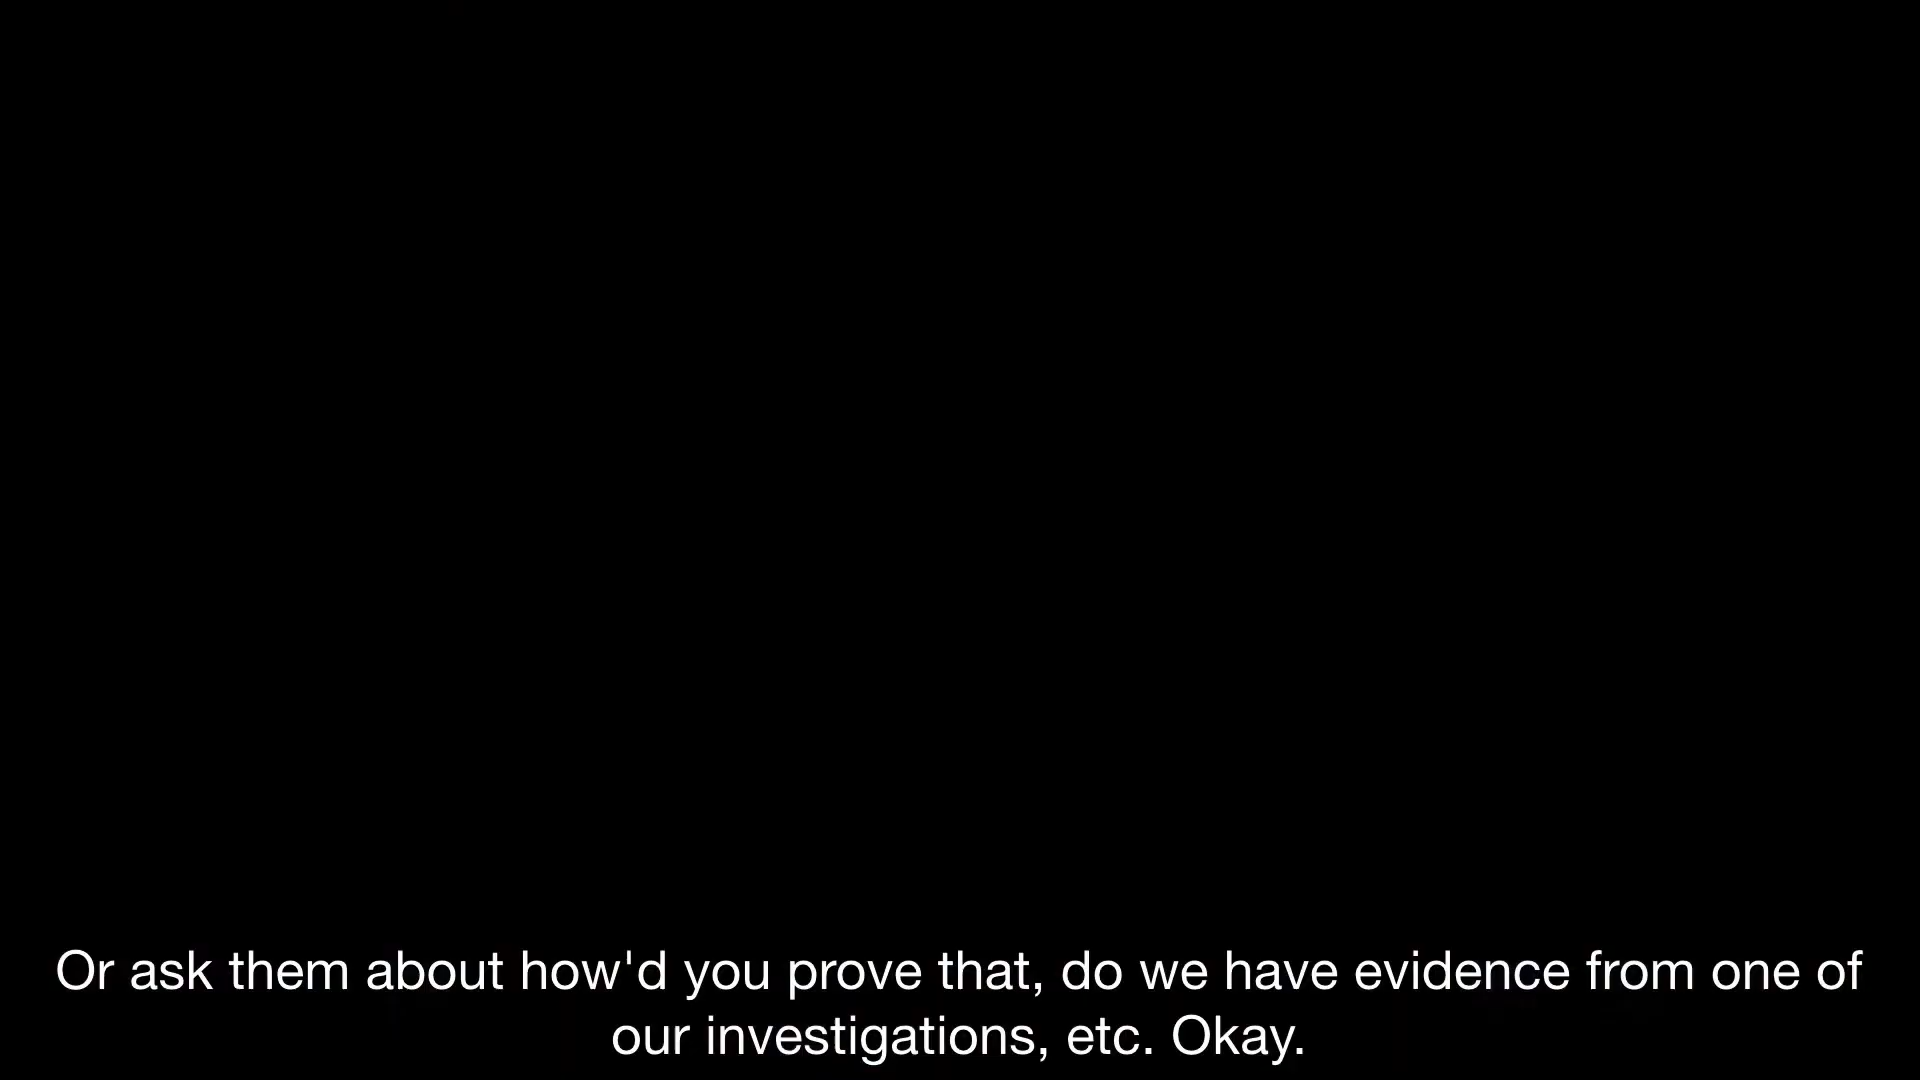 Or ask them about how'd you prove that, do we have evidence from one of
our investigations, etc. Okay.